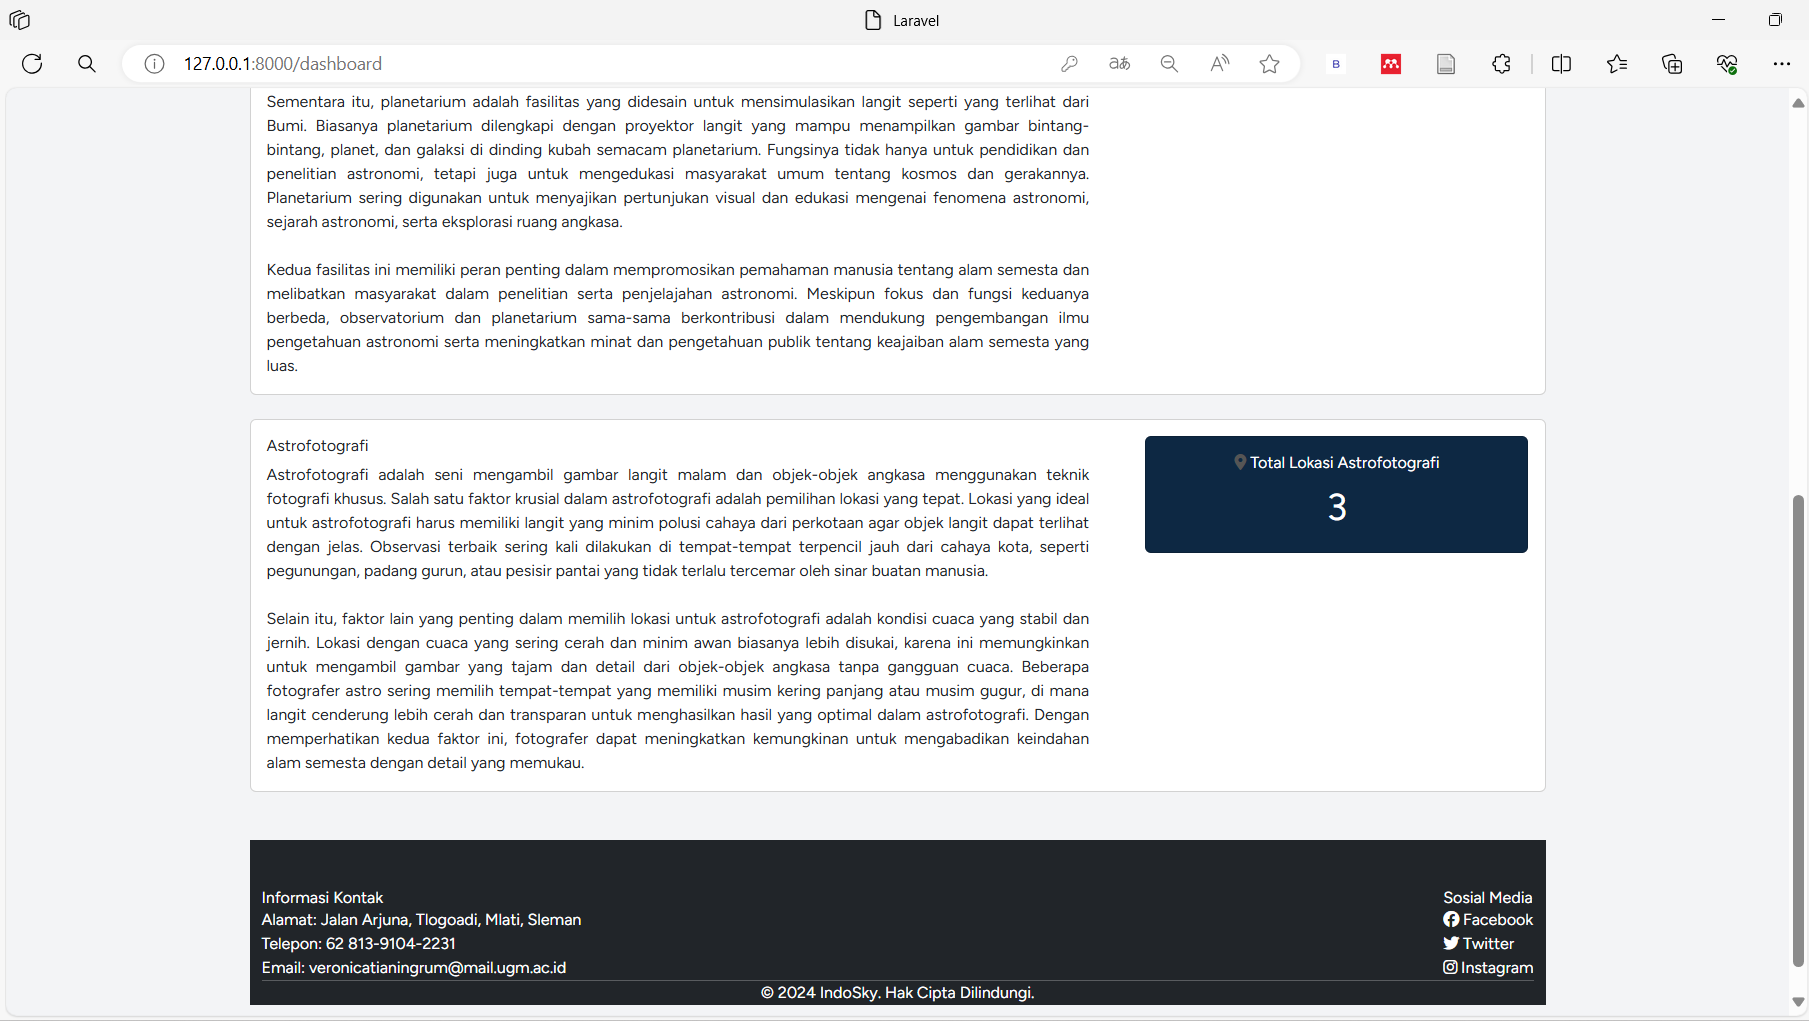 Laravel
127.0.0.1:8000/dashboard
Sementara itu, planetarium adalah fasilitas yang didesain untuk mensimulasikan langit seperti yang terlihat dari
Bumi. Biasanya planetarium dilengkapi dengan proyektor langit yang mampu menampilkan gambar bintang-
bintang, planet, dan galaksi di dinding kubah semacam planetarium. Fungsinya tidak hanya untuk pendidikan dan
penelitian astronomi, tetapi juga untuk mengedukasi masyarakat umum tentang kosmos dan gerakannya.
Planetarium sering digunakan untuk menyajikan pertunjukan visual dan edukasi mengenai fenomena astronomi,
sejarah astronomi, serta eksplorasi ruang angkasa.
Kedua fasilitas ini memiliki peran penting dalam mempromosikan pemahaman manusia tentang alam semesta dan
melibatkan masyarakat dalam penelitian serta penjelajahan astronomi. Meskipun fokus dan fungsi keduanya
berbeda, observatorium dan planetarium sama-sama berkontribusi dalam mendukung pengembangan ilmu
pengetahuan astronomi serta meningkatkan minat dan pengetahuan publik tentang keajaiban alam semesta yang
luas.
Astrofotografi
Astrofotografi adalah seni mengambil gambar langit malam dan objek-objek angkasa menggunakan teknik
fotografi khusus. Salah satu faktor krusial dalam astrofotografi adalah pemilihan lokasi yang tepat. Lokasi yang ideal
untuk astrofotografi harus memiliki langit yang minim polusi cahaya dari perkotaan agar objek langit dapat terlihat
dengan jelas. Observasi terbaik sering kali dilakukan di tempat-tempat terpencil jauh dari cahaya kota, seperti
pegunungan, padang gurun, atau pesisir pantai yang tidak terlalu tercemar oleh sinar buatan manusia.
Selain itu, faktor lain yang penting dalam memilih lokasi untuk astrofotografi adalah kondisi cuaca yang stabil dan
jernih. Lokasi dengan cuaca yang sering cerah dan minim awan biasanya lebih disukai, karena ini memungkinkan
untuk mengambil gambar yang tajam dan detail dari objek-objek angkasa tanpa gangguan cuaca. Beberapa
fotografer astro sering memilih tempat-tempat yang memiliki musim kering panjang atau musim gugur, di mana
langit cenderung lebih cerah dan transparan untuk menghasilkan hasil yang optimal dalam astrofotografi. Dengan
memperhatikan kedua faktor ini, fotografer dapat meningkatkan kemungkinan untuk mengabadikan keindahan
alam semesta dengan detail yang memukau.
Total Lokasi Astrofotografi
3
Informasi Kontak
Alamat: Jalan Arjuna, Tlogoadi, Mlati, Sleman
Telepon: 62 813-9104-2231
Email: veronicatianingrum@mail.ugm.ac.id
Sosial Media
Facebook
Twitter
Instagram
© 2024 IndoSky. Hak Cipta Dilindungi.